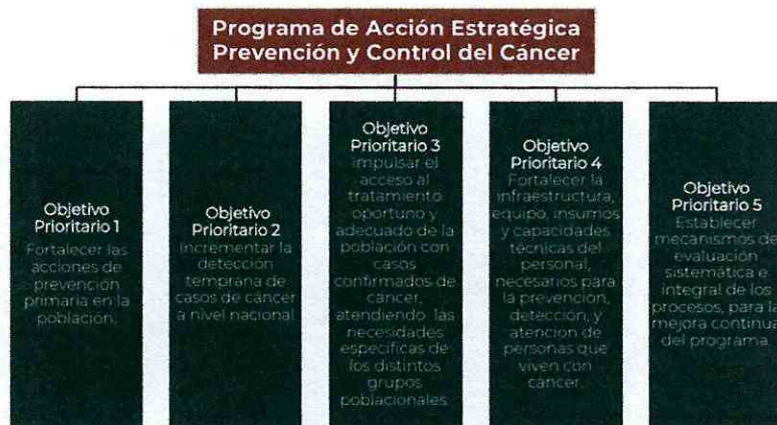 Programa de Acción Estratégica
Prevención y Control del Cáncer
Objetivo
Prioritario 1
Fortalecer las
acciones de
prevención
primaria en la
población.
Objetivo
Prioritario 2
Incrementar la
detección
temprana de
casos de cáncer
a nivel nacional
Objetivo
Prioritario 3
Impulsar el
acceso al
tratamiento
oportuno y
adecuado de la
población con
casos
confirmados de
cáncer,
atendiendo las
necesidades
específicas de
los distintos
grupos
poblacionales.
Objetivo
Prioritario 4
Fortalecer la
infraestructura,
equipo, insumos
y capacidades
técnicas del
personal,
necesarios para
la prevención,
detección, y
atención de
personas que
viven con
cáncer.
Objetivo
Prioritario 5
Establecer
mecanismos de
evaluación
sistemática e
integral de los
procesos, para la
mejora continua
del programa.